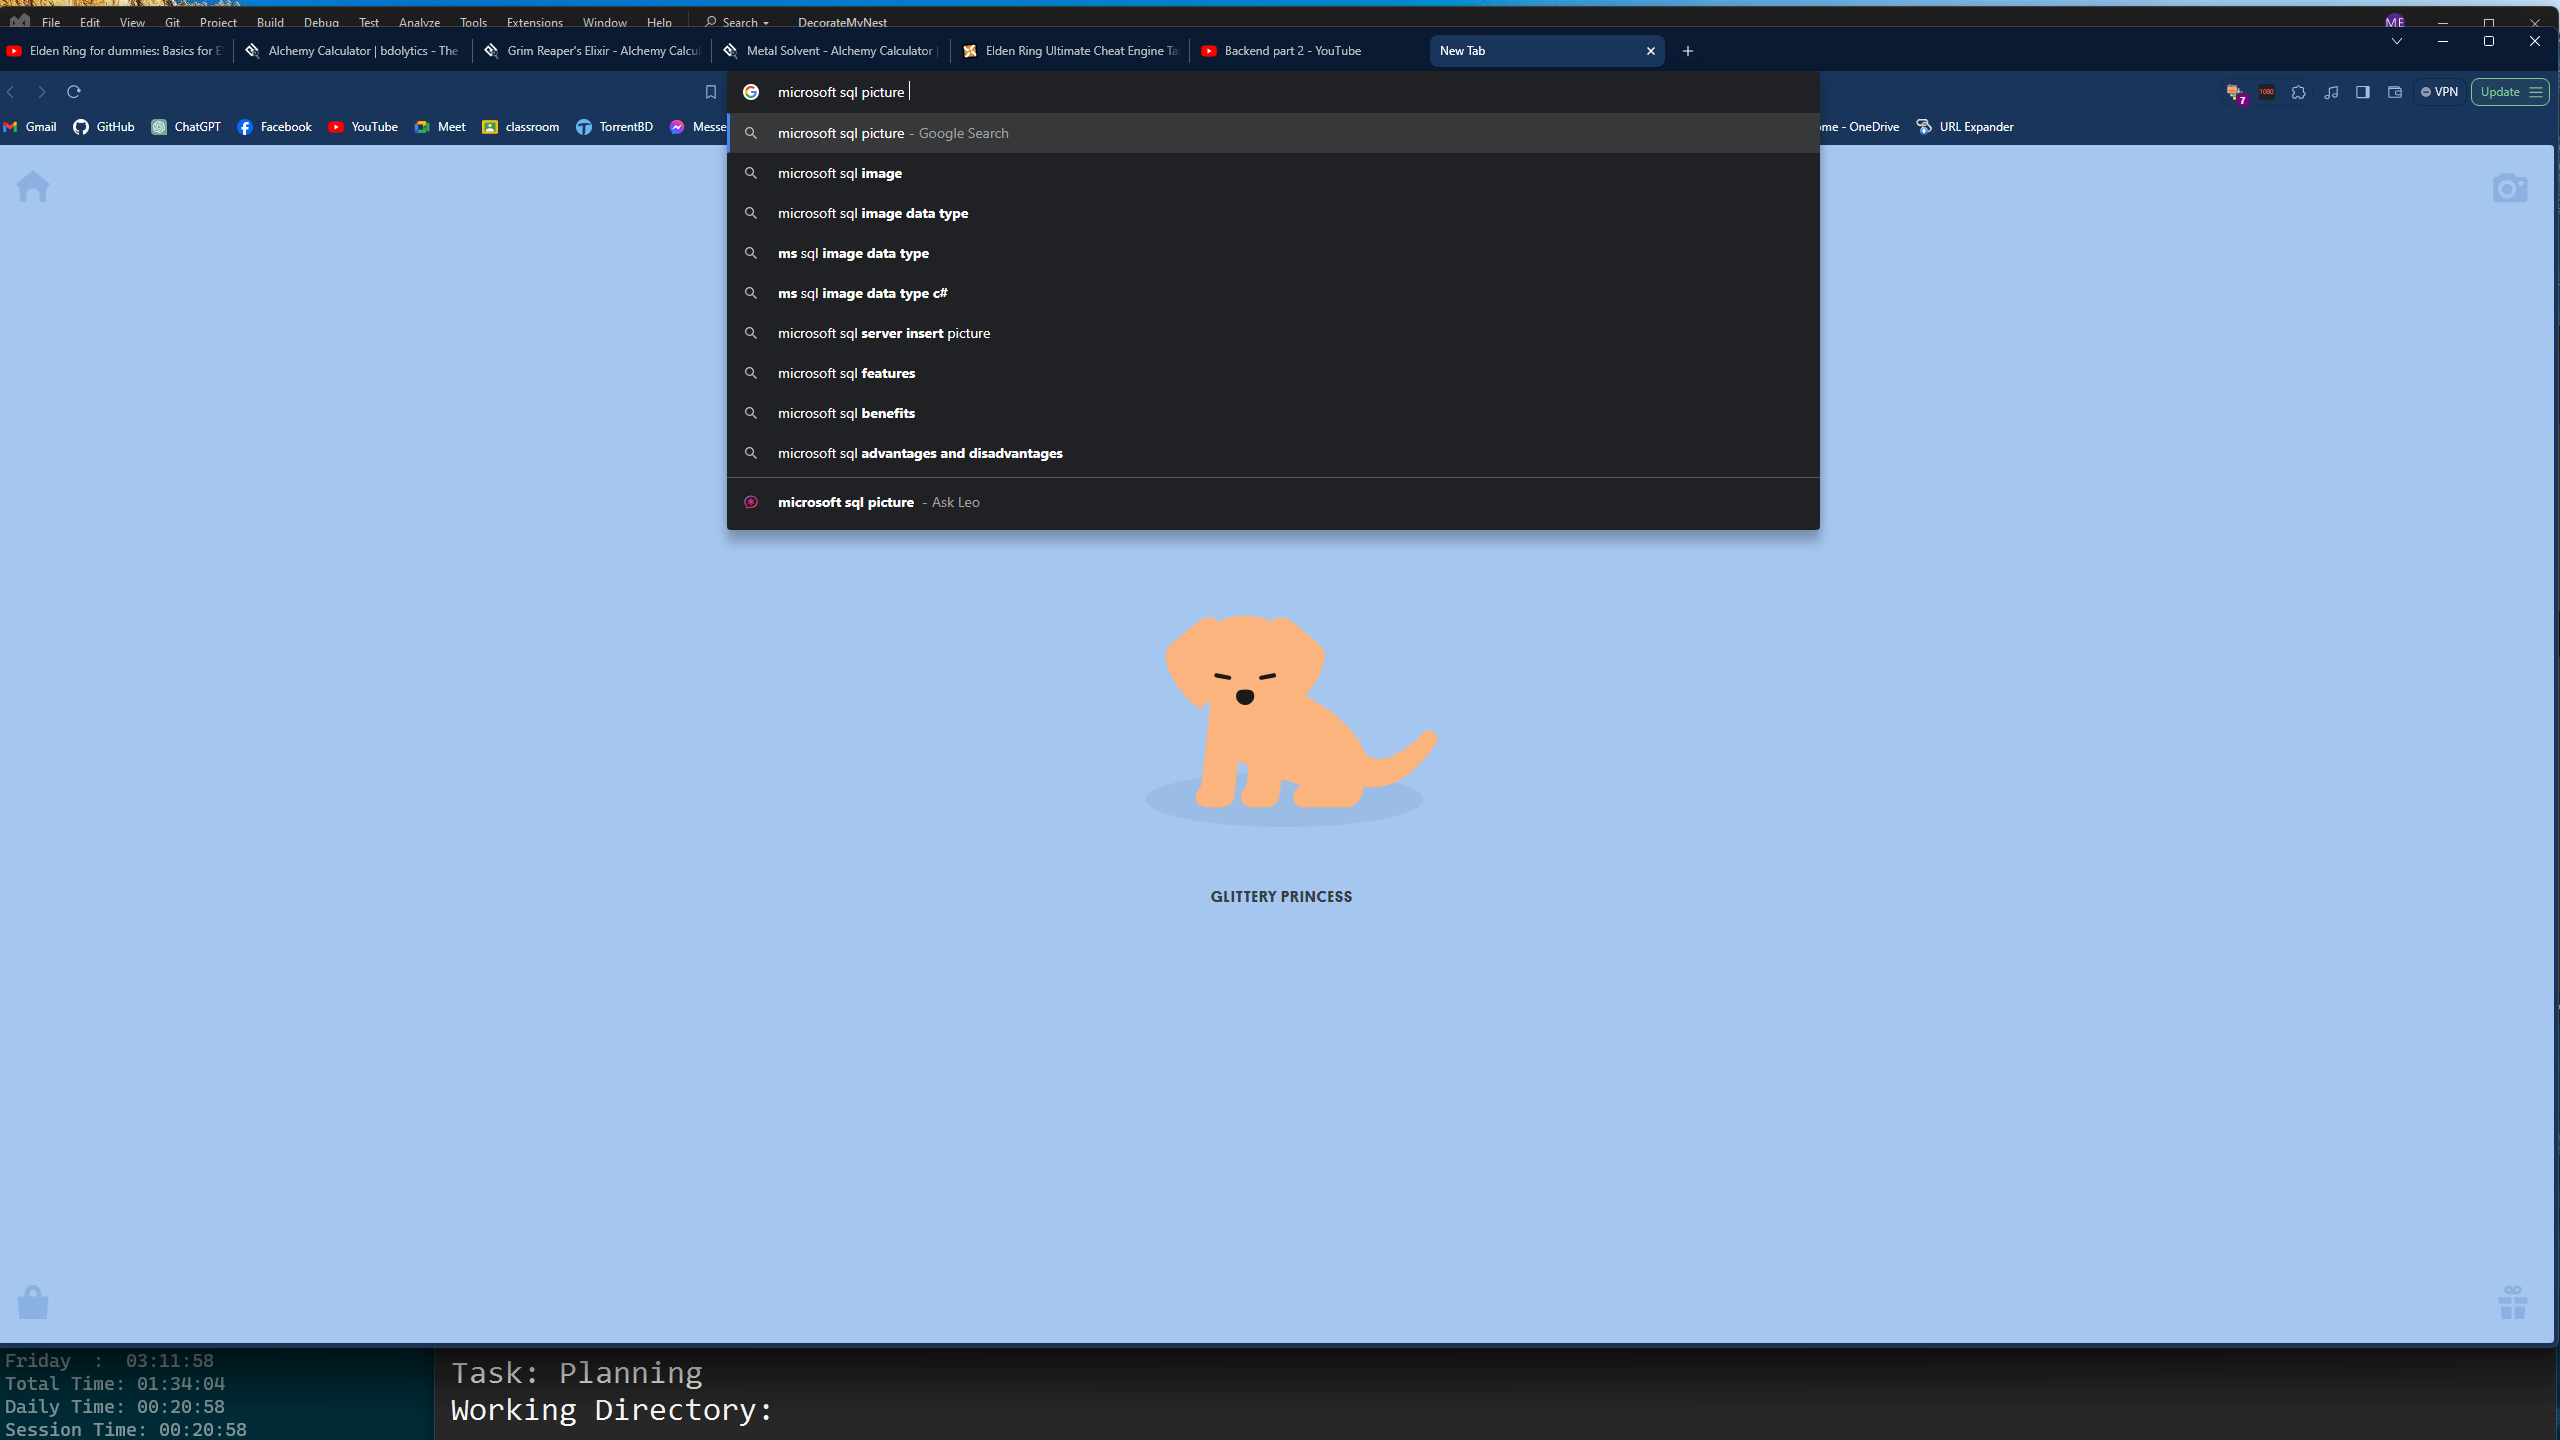 File Edit View Git Project Build Debug Test Analyze Tools Extensions Window Help Search DecorateMyNest ME
Elden Ring for dummies: Basics for E
Alchemy Calculator | bdolytics - The
Grim Reaper's Elixir - Alchemy Calcu
Metal Solvent - Alchemy Calculator |
Elden Ring Ultimate Cheat Engine Ta
Backend part 2 - YouTube
New Tab
microsoft sql picture
7 1080 VPN Update
Gmail GitHub ChatGPT Facebook YouTube Meet classroom TorrentBD Messe
me - OneDrive URL Expander
microsoft sql picture - Google Search
microsoft sql image
microsoft sql image data type
ms sql image data type
ms sql image data type c#
microsoft sql server insert picture
microsoft sql features
microsoft sql benefits
microsoft sql advantages and disadvantages
microsoft sql picture - Ask Leo
GLITTERY PRINCESS
Friday : 03:11:58
Total Time: 01:34:04
Daily Time: 00:20:58
Session Time: 00:20:58
Task: Planning
Working Directory: